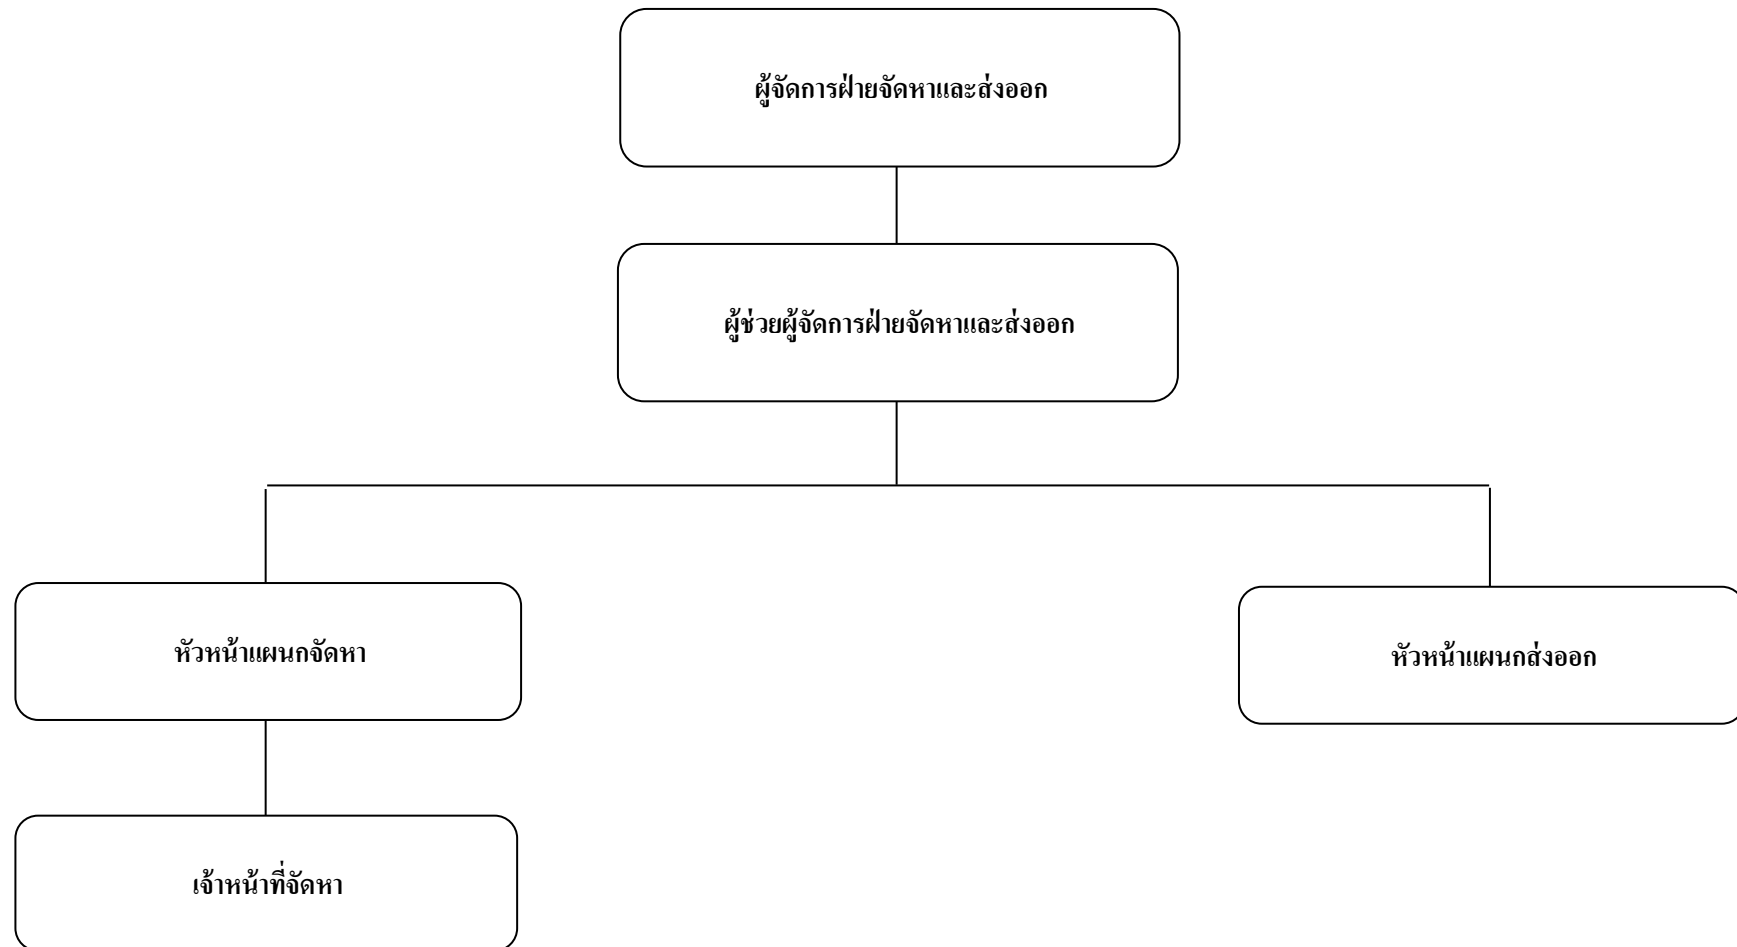 ผู้จัดการฝ่ายจัดหาและส่งออก
ผู้ช่วยผู้จัดการฝ่ายจัดหาและส่งออก
หัวหน้าแผนกจัดหา
หัวหน้าแผนกส่งออก
เจ้าหน้าที่จัดหา